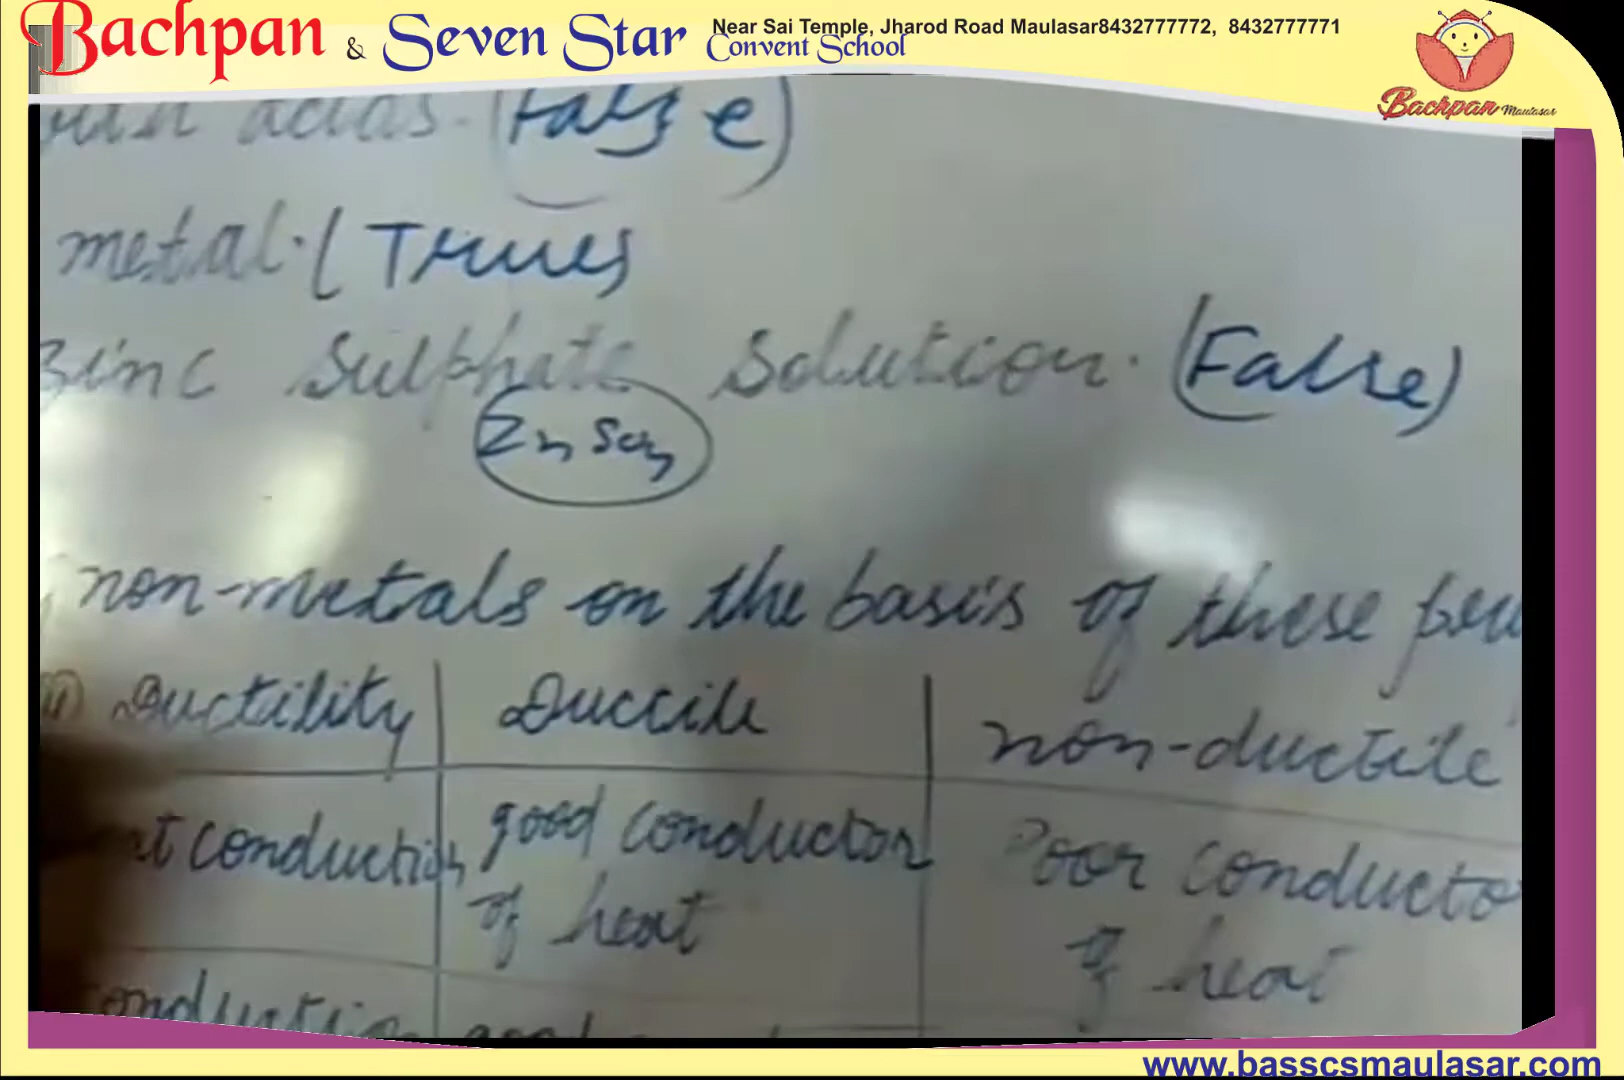 Bachpan & Seven Star Convent School
Near Sai Temple, Jharod Road Maulasar8432777772, 8432777771
Bachpan Maulasar
acids. (False)
metal. (True)
Zinc Sulphate Solution. (False)
ZnSO4
non-metals on the basis of these
ii) Ductility Ductile non-ductile
conduction good conductor Poor
of heat of heat
www.basscsmaulasar.com